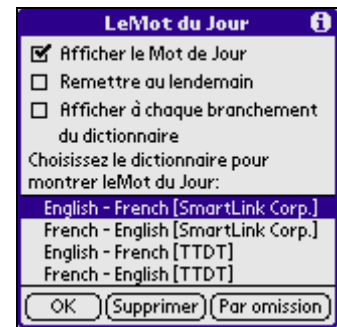 LeMot du Jour
Afficher le Mot de Jour
Remettre au lendemain
Afficher à chaque branchement
du dictionnaire
Choisissez le dictionnaire pour
montrer leMot du Jour:
English - French [SmartLink Corp.]
French - English [SmartLink Corp.]
English - French [TTDT]
French - English [TTDT]
OK Supprimer Par omission